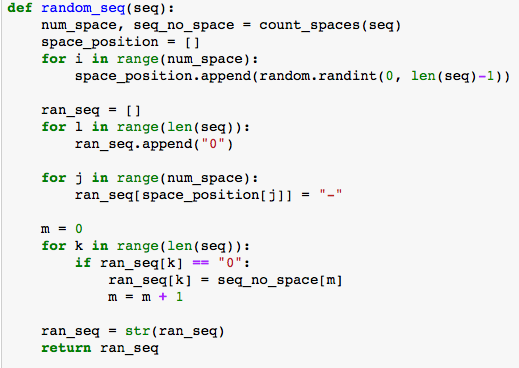 def random_seq(seq):
    num_space, seq_no_space = count_spaces(seq)
    space_position = []
    for i in range(num_space):
        space_position.append(random.randint(0, len(seq)-1))

    ran_seq = []
    for l in range(len(seq)):
        ran_seq.append("0")

    for j in range(num_space):
        ran_seq[space_position[j]] = "-"

    m = 0
    for k in range(len(seq)):
        if ran_seq[k] == "0":
            ran_seq[k] = seq_no_space[m]
            m = m + 1

    ran_seq = str(ran_seq)
    return ran_seq